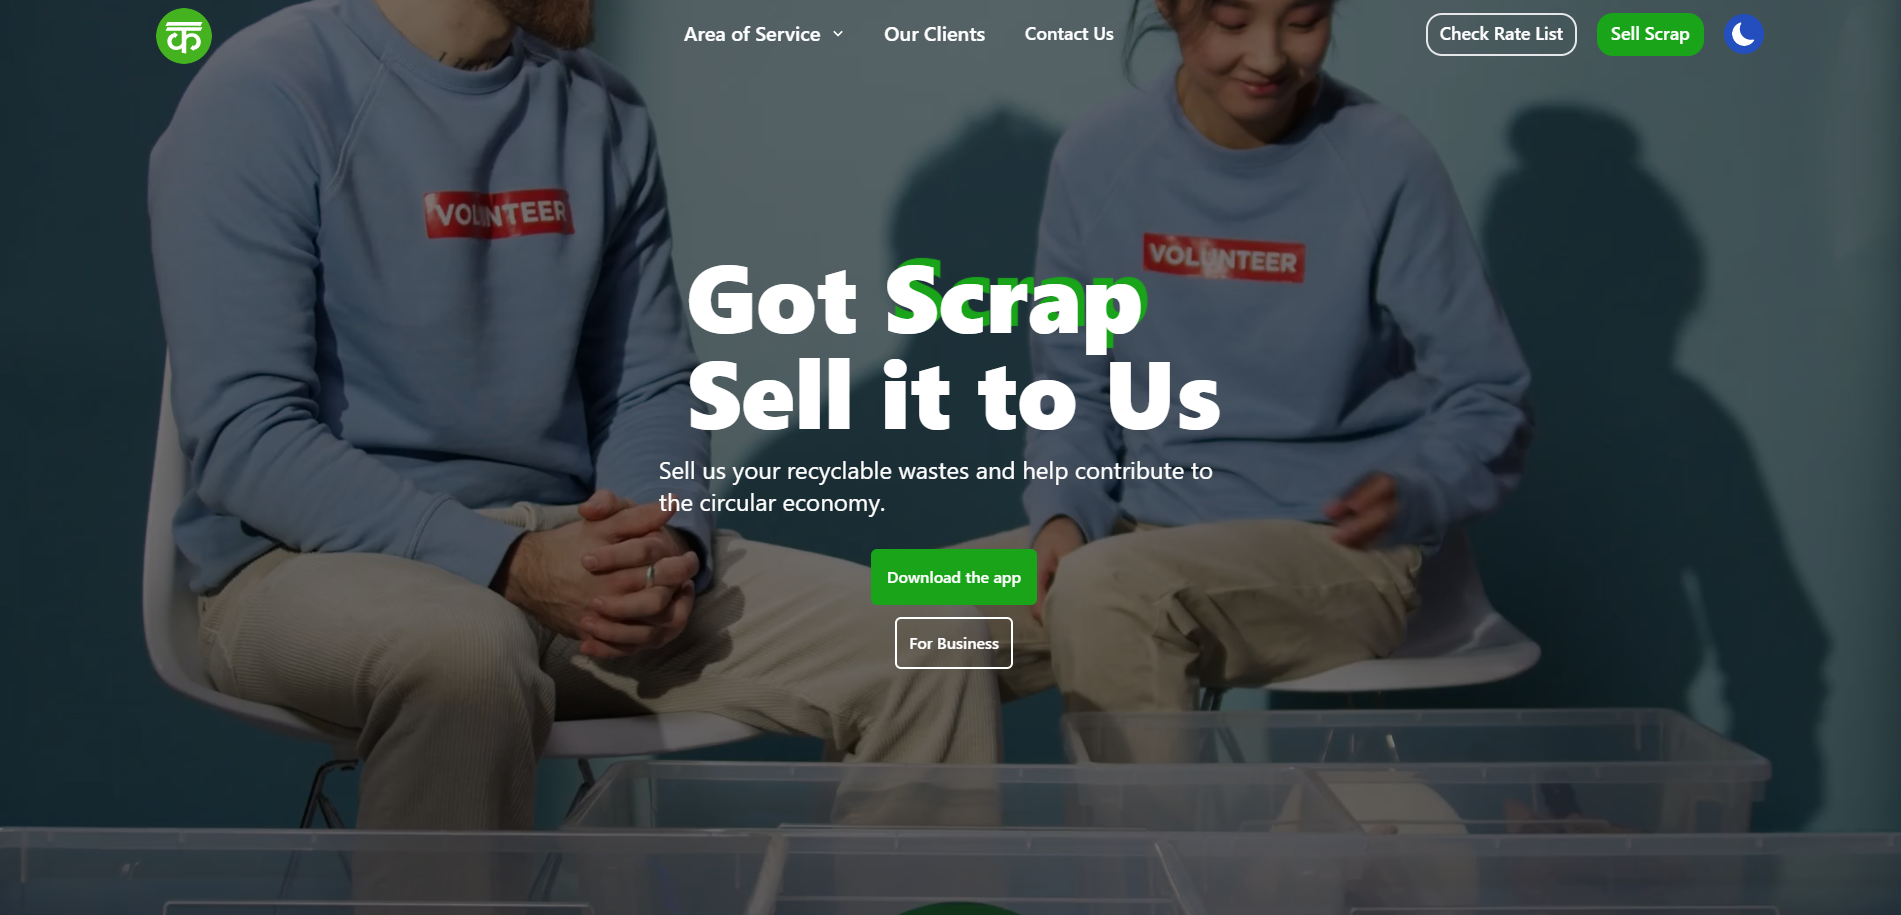 क
Area of Service
Our Clients
Contact Us
Check Rate List
Sell Scrap
VOLUNTEER
VOLUNTEER
Got Scrap
Sell it to Us
Sell us your recyclable wastes and help contribute to
the circular economy.
Download the app
For Business